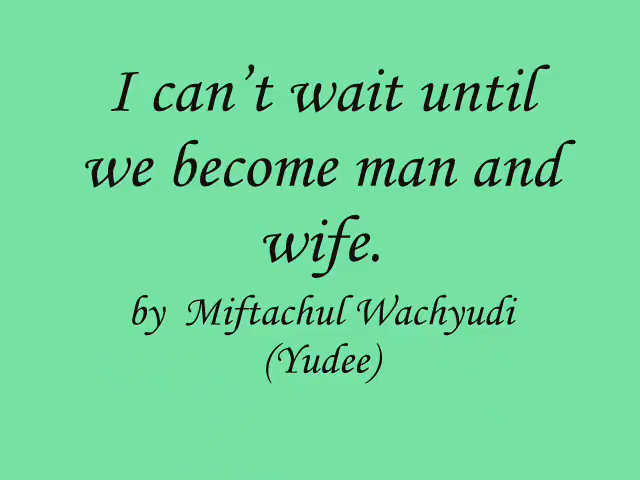 I can’t wait until
we become man and
wife.
by  Miftachul Wachyudi
(Yudee)